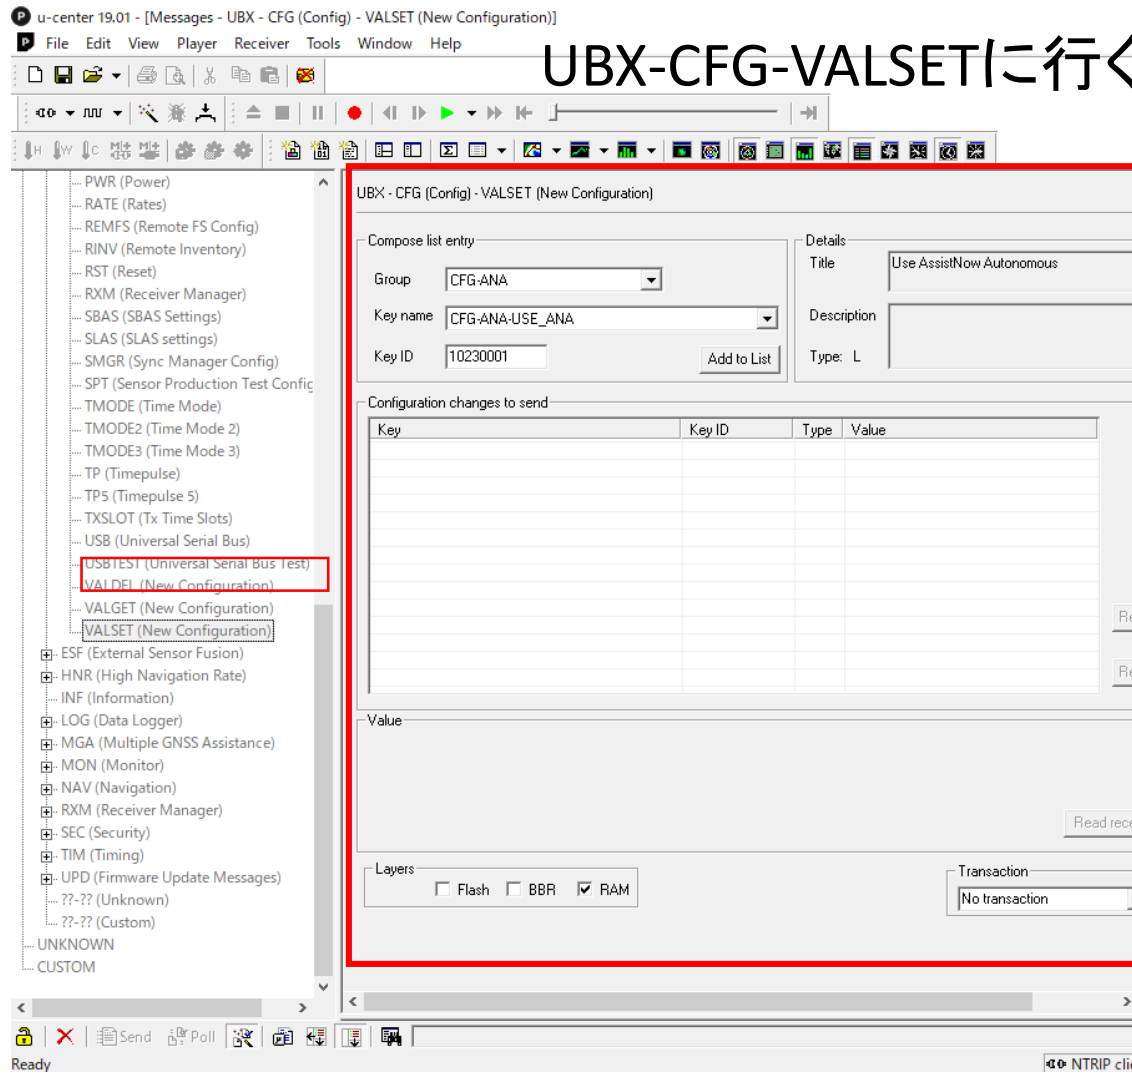 u-center 19.01 - [Messages - UBX - CFG (Config) - VALSET (New Configuration)]
File Edit View Player Receiver Tools Window Help
UBX-CFG-VALSETに行く
PWR (Power)
RATE (Rates)
REMFS (Remote FS Config)
RINV (Remote Inventory)
RST (Reset)
RXM (Receiver Manager)
SBAS (SBAS Settings)
SLAS (SLAS settings)
SMGR (Sync Manager Config)
SPT (Sensor Production Test Config
TMODE (Time Mode)
TMODE2 (Time Mode 2)
TMODE3 (Time Mode 3)
TP (Timepulse)
TP5 (Timepulse 5)
TXSLOT (Tx Time Slots)
USB (Universal Serial Bus)
USBTEST (Universal Serial Bus Test)
VALDEL (New Configuration)
VALGET (New Configuration)
VALSET (New Configuration)
ESF (External Sensor Fusion)
HNR (High Navigation Rate)
INF (Information)
LOG (Data Logger)
MGA (Multiple GNSS Assistance)
MON (Monitor)
NAV (Navigation)
RXM (Receiver Manager)
SEC (Security)
TIM (Timing)
UPD (Firmware Update Messages)
??-?? (Unknown)
??-?? (Custom)
UNKNOWN
CUSTOM
UBX - CFG (Config) - VALSET (New Configuration)
Compose list entry
Group CFG-ANA
Key name CFG-ANA-USE_ANA
Key ID 10230001 Add to List
Details
Title Use AssistNow Autonomous
Description
Type: L
Configuration changes to send
Key Key ID Type Value
Re
Re
Value
Read rece
Layers
Flash BBR RAM
Transaction
No transaction
Send Poll
Ready
NTRIP clie